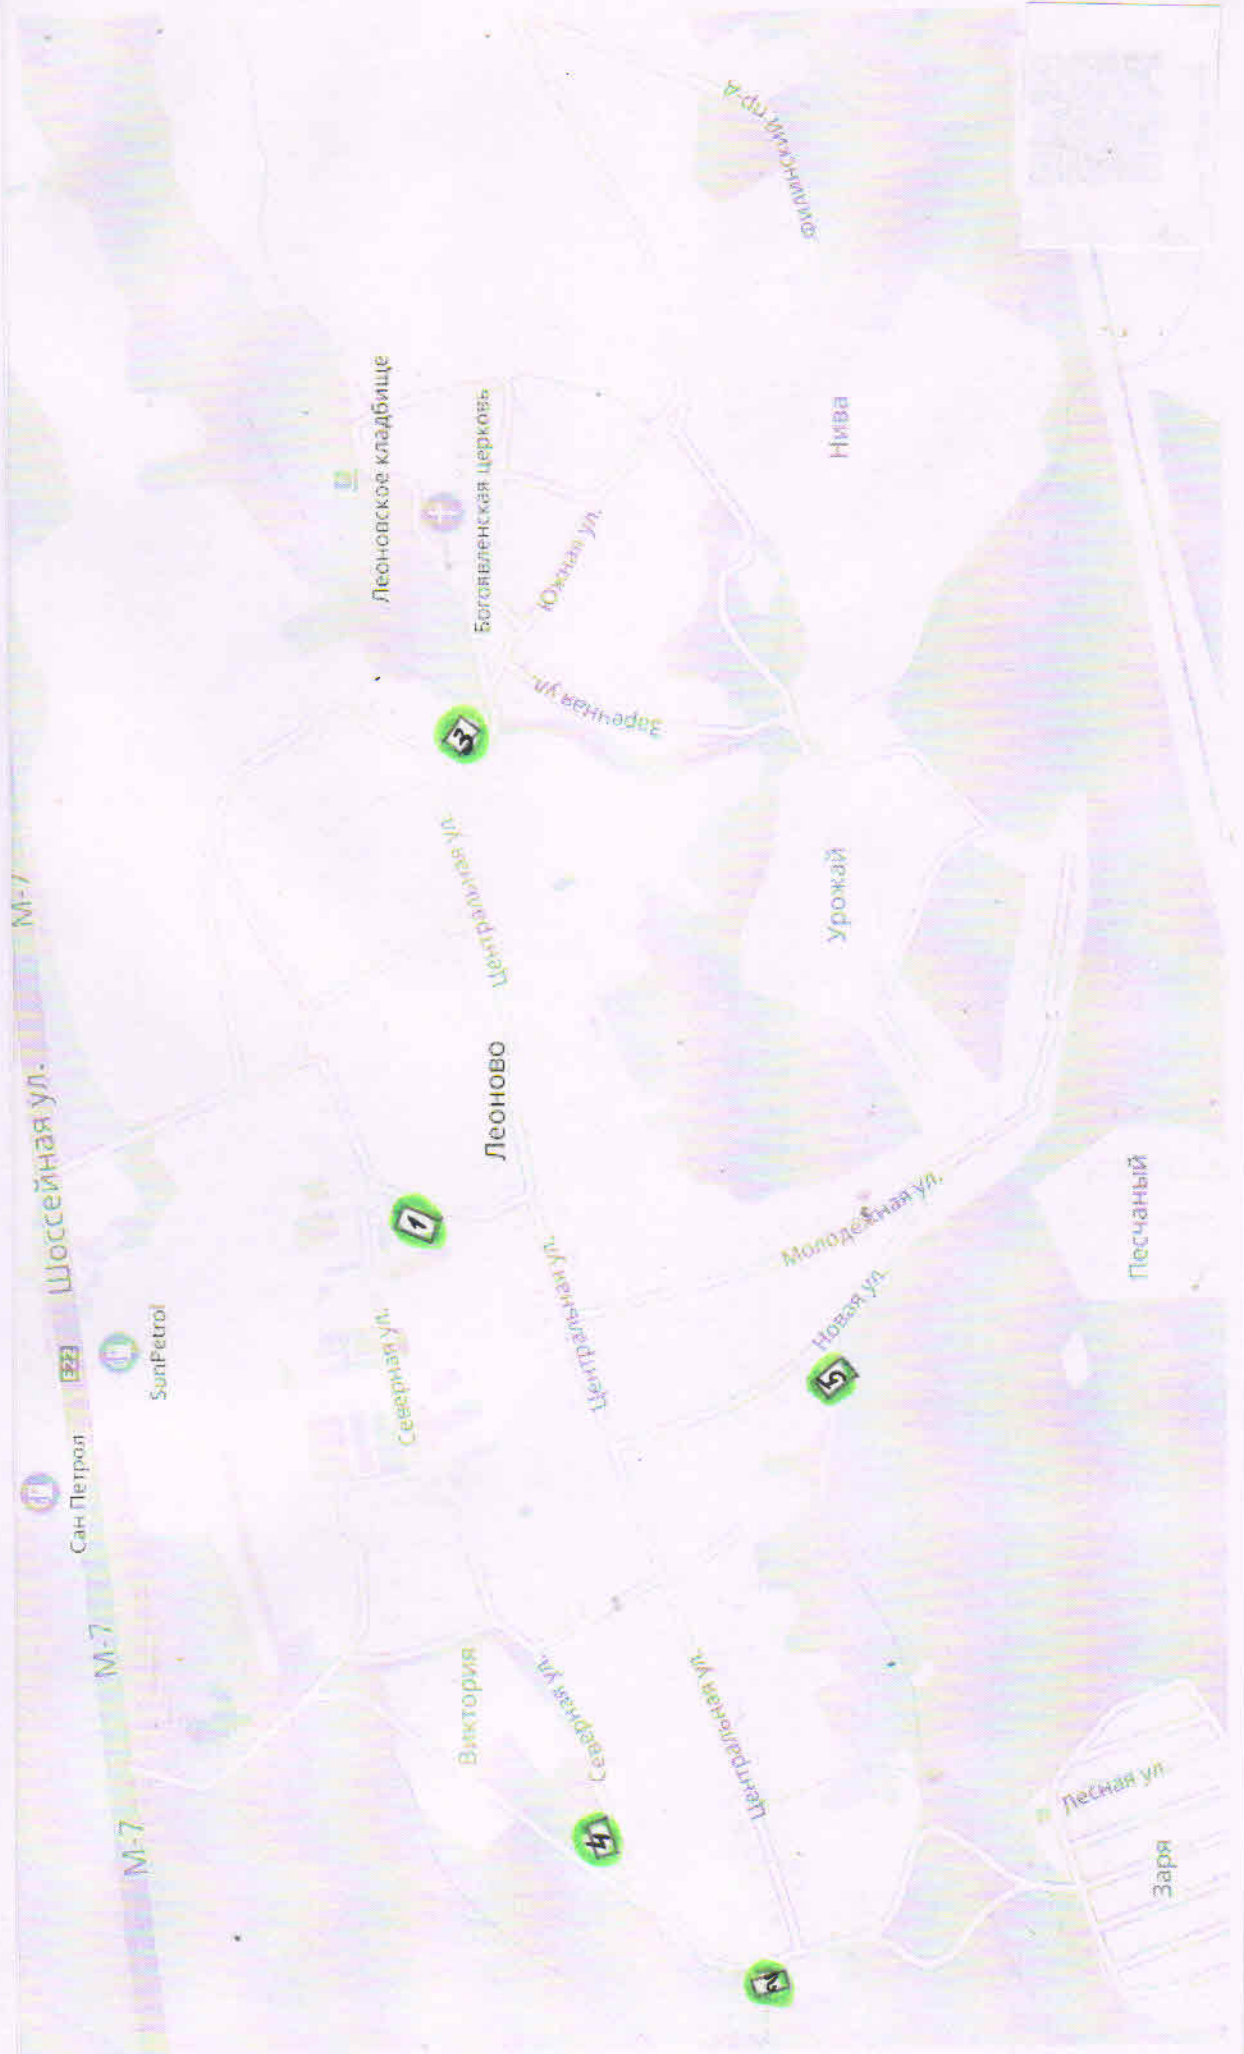 М-7
М-7
М-7
Шоссейная ул.
E22
Сан Петрол
SunPetrol
Леоновское кладбище
Богоявленская церковь
Южная ул.
Заречная ул.
Филинский пр-д
Нива
3
Центральная ул.
Леоново
1
Северная ул.
Центральная ул.
Урожай
Молодежная ул.
Новая ул.
5
Песчаный
Виктория
Северная ул.
4
Центральная ул.
2
Лесная ул.
Заря